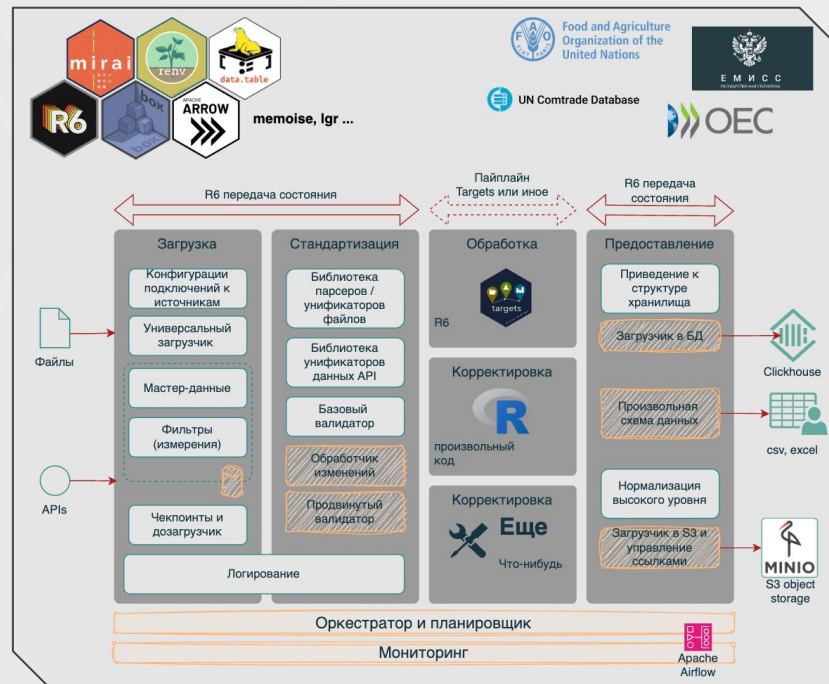 mirai
renv
data.table
R6
box
APACHE
ARROW
memoise, lgr ...
FAO
FIAT PANIS
Food and Agriculture
Organization of the
United Nations
ЕМИСС
ГОСУДАРСТВЕННАЯ СТАТИСТИКА
UN Comtrade Database
OEC
R6 передача состояния
Пайплайн
Targets или иное
R6 передача
состояния
Загрузка
Конфигурации
подключений к
источникам
Универсальный
загрузчик
Мастер-данные
Фильтры
(измерения)
Чекпоинты и
дозагрузчик
Логирование
Файлы
APIs
Стандартизация
Библиотека
парсеров /
унификаторов
файлов
Библиотека
унификаторов
данных API
Базовый
валидатор
Обработчик
изменений
Продвинутый
валидатор
Обработка
targets
R6
Корректировка
R
произвольный
код
Корректировка
Еще
Что-нибудь
Предоставление
Приведение к
структуре
хранилища
Загрузчик в БД
Произвольная
схема данных
Нормализация
высокого уровня
Загрузчик в S3 и
управление
ссылками
Clickhouse
csv, excel
MINIO
S3 object
storage
Оркестратор и планировщик
Мониторинг
Apache
Airflow